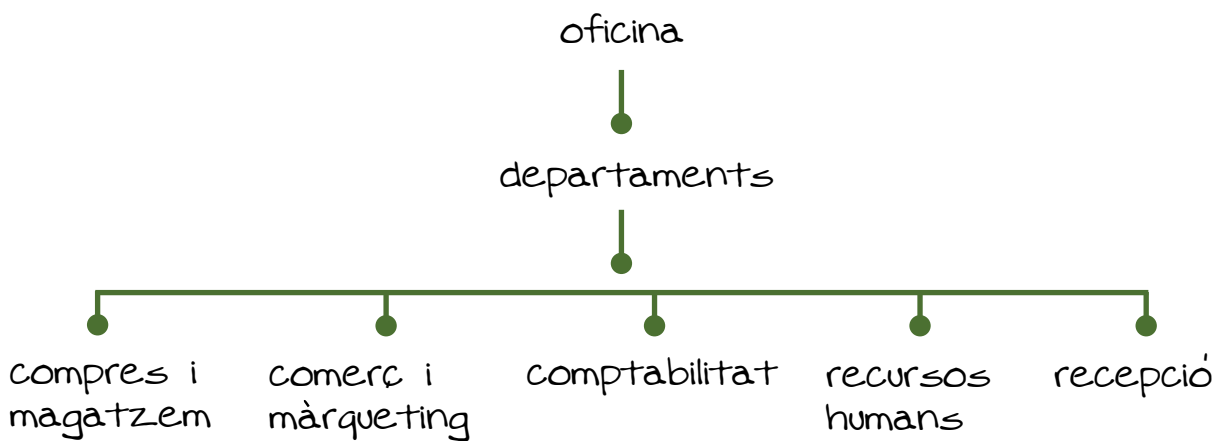 oficina
departaments
compres i
magatzem
comerç i
màrqueting
comptabilitat
recursos
humans
recepció